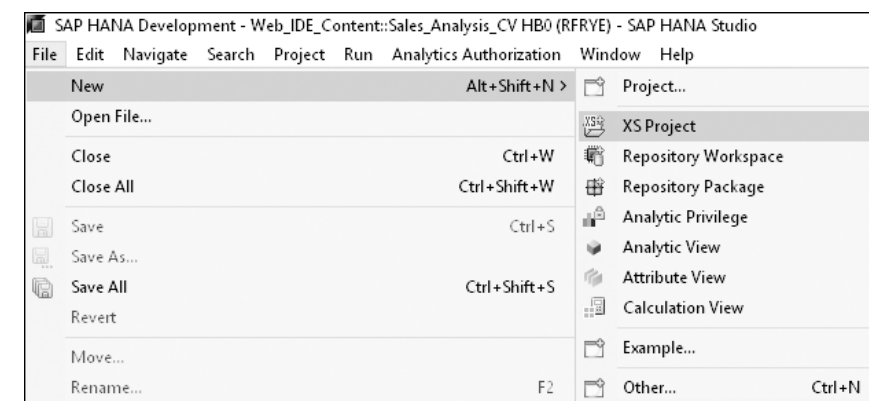 SAP HANA Development - Web_IDE_Content::Sales_Analysis_CV HB0 (RFRYE) - SAP HANA Studio
File Edit Navigate Search Project Run Analytics Authorization Window Help
New Alt+Shift+N >
Open File...
Close Ctrl+W
Close All Ctrl+Shift+W
Save Ctrl+S
Save As...
Save All Ctrl+Shift+S
Revert
Move...
Rename... F2
Project...
XS Project
Repository Workspace
Repository Package
Analytic Privilege
Analytic View
Attribute View
Calculation View
Example...
Other... Ctrl+N